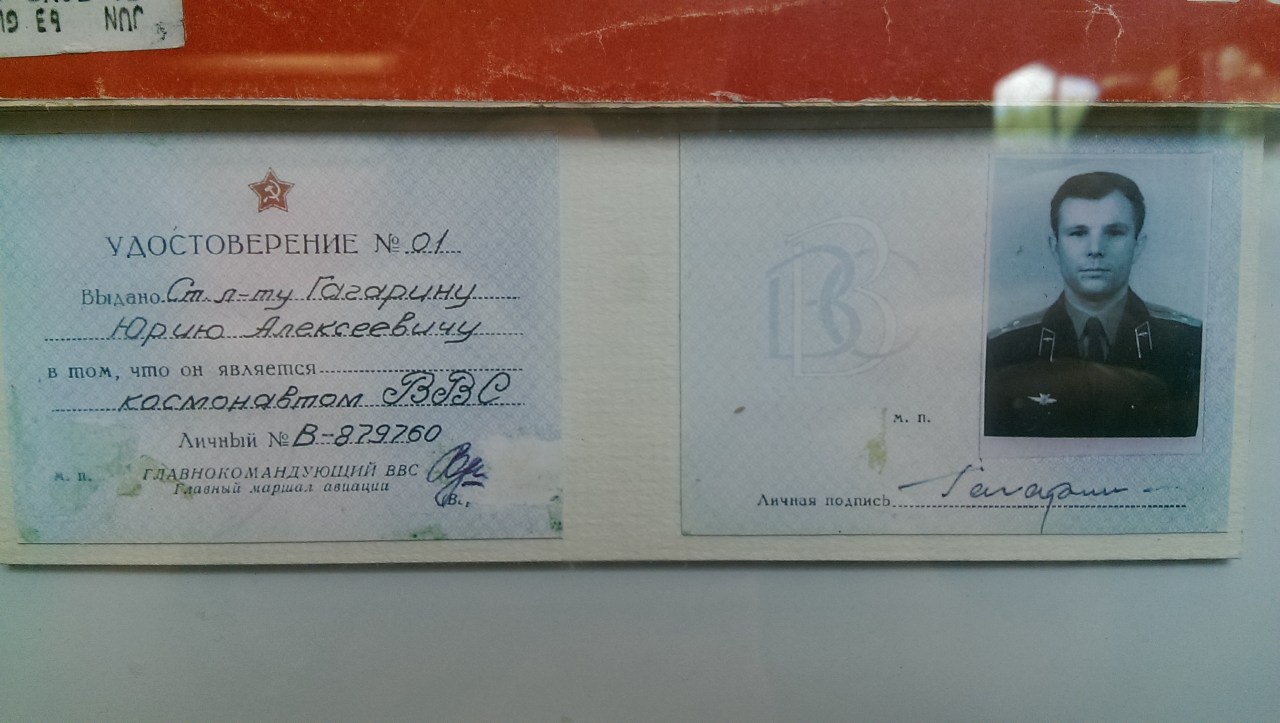 JUN
УДОСТОВЕРЕНИЕ № 01
Выдано Ст. л-ту Гагарину
Юрию Алексеевичу
в том, что он является
космонавтом ВВС
Личный № В-879760
м. п. ГЛАВНОКОМАНДУЮЩИЙ ВВС
Главный маршал авиации
ВВС
м. п.
Личная подпись Гагарин